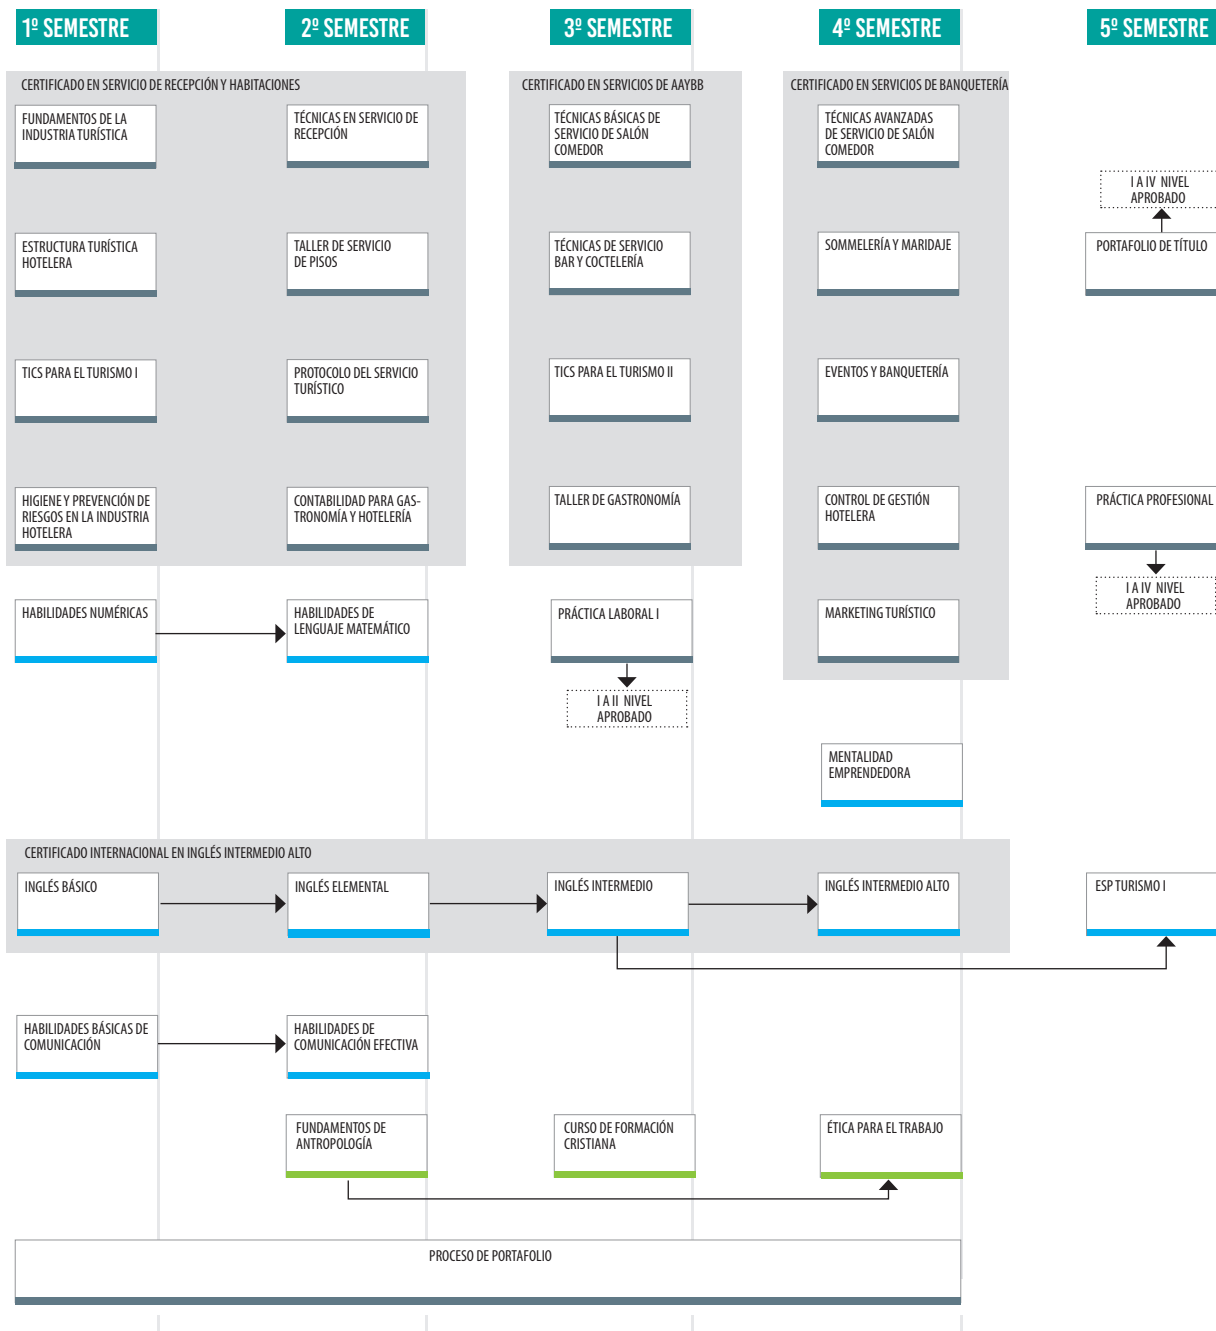 1º SEMESTRE
2º SEMESTRE
3º SEMESTRE
4º SEMESTRE
5º SEMESTRE
CERTIFICADO EN SERVICIO DE RECEPCIÓN Y HABITACIONES
CERTIFICADO EN SERVICIOS DE AAYBB
CERTIFICADO EN SERVICIOS DE BANQUETERÍA
FUNDAMENTOS DE LA
INDUSTRIA TURÍSTICA
TÉCNICAS EN SERVICIO DE
RECEPCIÓN
TÉCNICAS BÁSICAS DE
SERVICIO DE SALÓN
COMEDOR
TÉCNICAS AVANZADAS
DE SERVICIO DE SALÓN
COMEDOR
I A IV NIVEL
APROBADO
ESTRUCTURA TURÍSTICA
HOTELERA
TALLER DE SERVICIO
DE PISOS
TÉCNICAS DE SERVICIO
BAR Y COCTELERÍA
SOMMELERÍA Y MARIDAJE
PORTAFOLIO DE TÍTULO
TICS PARA EL TURISMO I
PROTOCOLO DEL SERVICIO
TURÍSTICO
TICS PARA EL TURISMO II
EVENTOS Y BANQUETERÍA
HIGIENE Y PREVENCIÓN DE
RIESGOS EN LA INDUSTRIA
HOTELERA
CONTABILIDAD PARA GAS-
TRONOMÍA Y HOTELERÍA
TALLER DE GASTRONOMÍA
CONTROL DE GESTIÓN
HOTELERA
PRÁCTICA PROFESIONAL
I A IV NIVEL
APROBADO
HABILIDADES NUMÉRICAS
HABILIDADES DE
LENGUAJE MATEMÁTICO
PRÁCTICA LABORAL I
MARKETING TURÍSTICO
I A II NIVEL
APROBADO
MENTALIDAD
EMPRENDEDORA
CERTIFICADO INTERNACIONAL EN INGLÉS INTERMEDIO ALTO
INGLÉS BÁSICO
INGLÉS ELEMENTAL
INGLÉS INTERMEDIO
INGLÉS INTERMEDIO ALTO
ESP TURISMO I
HABILIDADES BÁSICAS DE
COMUNICACIÓN
HABILIDADES DE
COMUNICACIÓN EFECTIVA
FUNDAMENTOS DE
ANTROPOLOGÍA
CURSO DE FORMACIÓN
CRISTIANA
ÉTICA PARA EL TRABAJO
PROCESO DE PORTAFOLIO